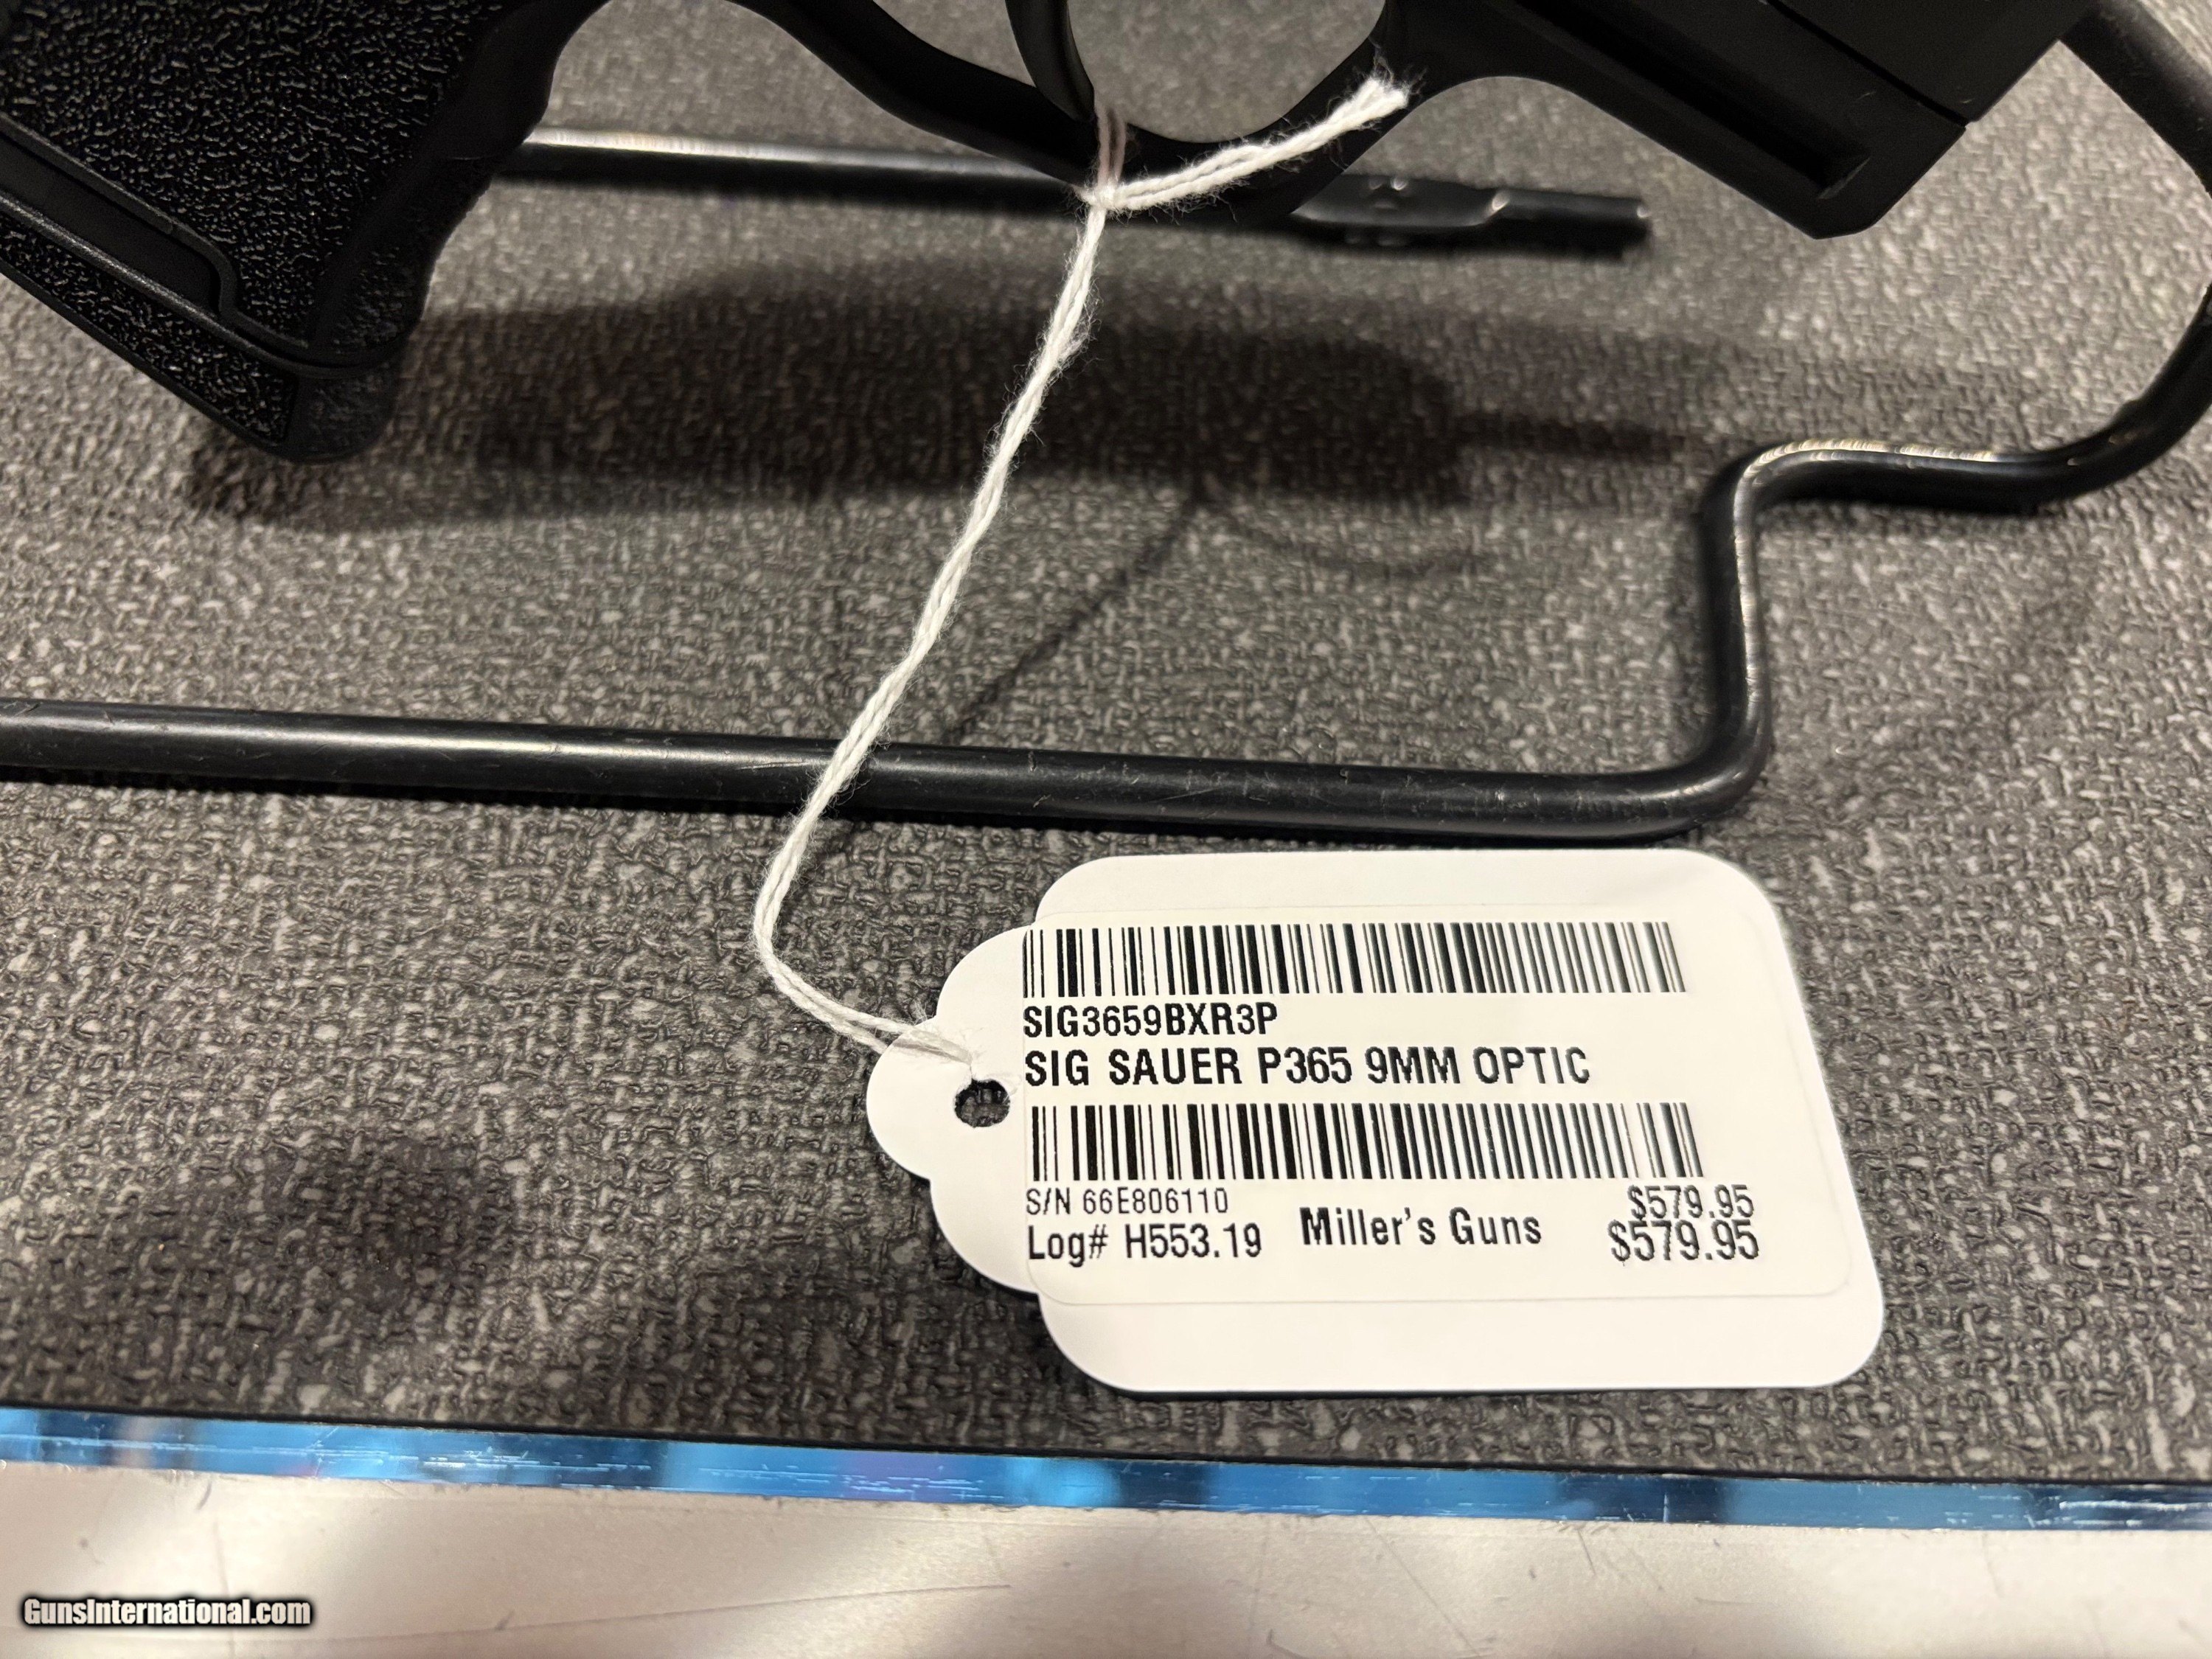 SIG3659BXR3P
SIG SAUER P365 9MM OPTIC
S/N 66E806110
$579.95
Log# H553.19
Miller's Guns
$579.95
GunsInternational.com